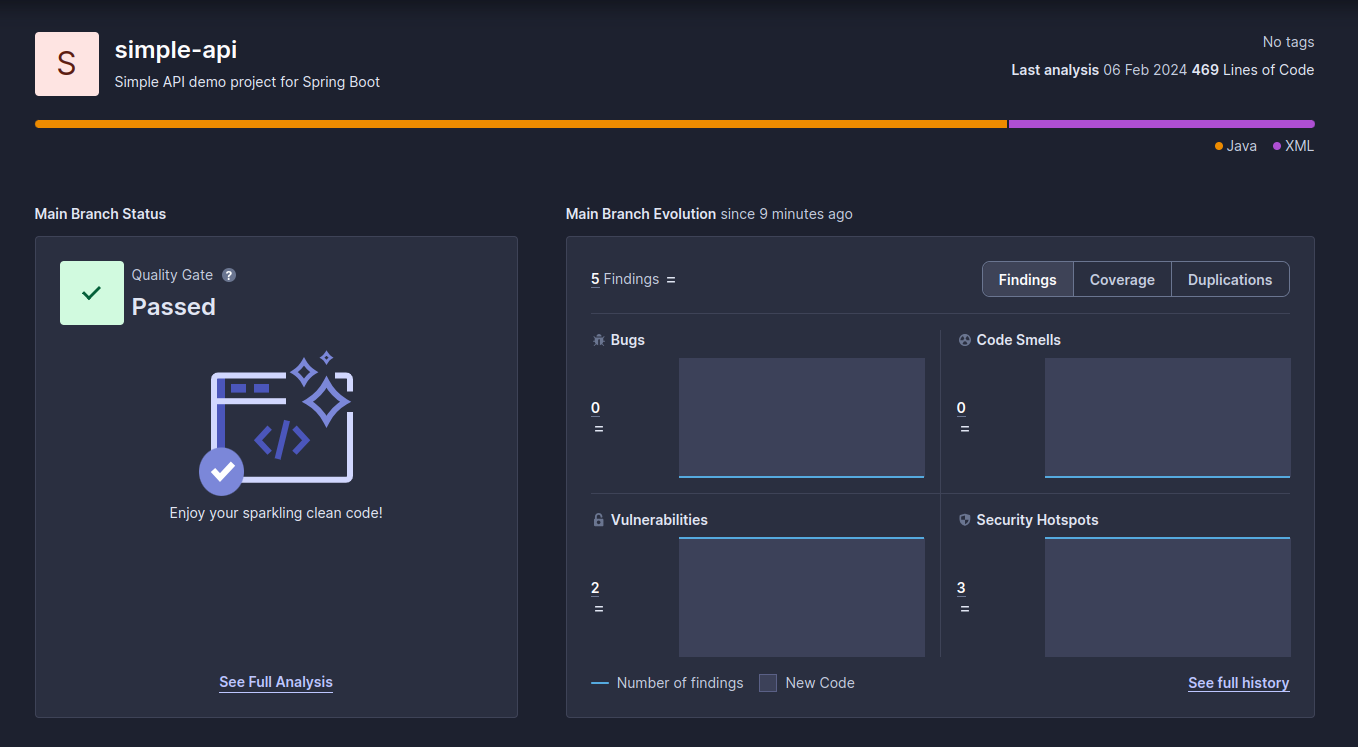 S
simple-api
Simple API demo project for Spring Boot
No tags
Last analysis 06 Feb 2024 469 Lines of Code
Java XML
Main Branch Status
Quality Gate ?
Passed
</>
Enjoy your sparkling clean code!
See Full Analysis
Main Branch Evolution since 9 minutes ago
5 Findings =
Findings Coverage Duplications
Bugs
0
=
Code Smells
0
=
Vulnerabilities
2
=
Security Hotspots
3
=
Number of findings New Code
See full history